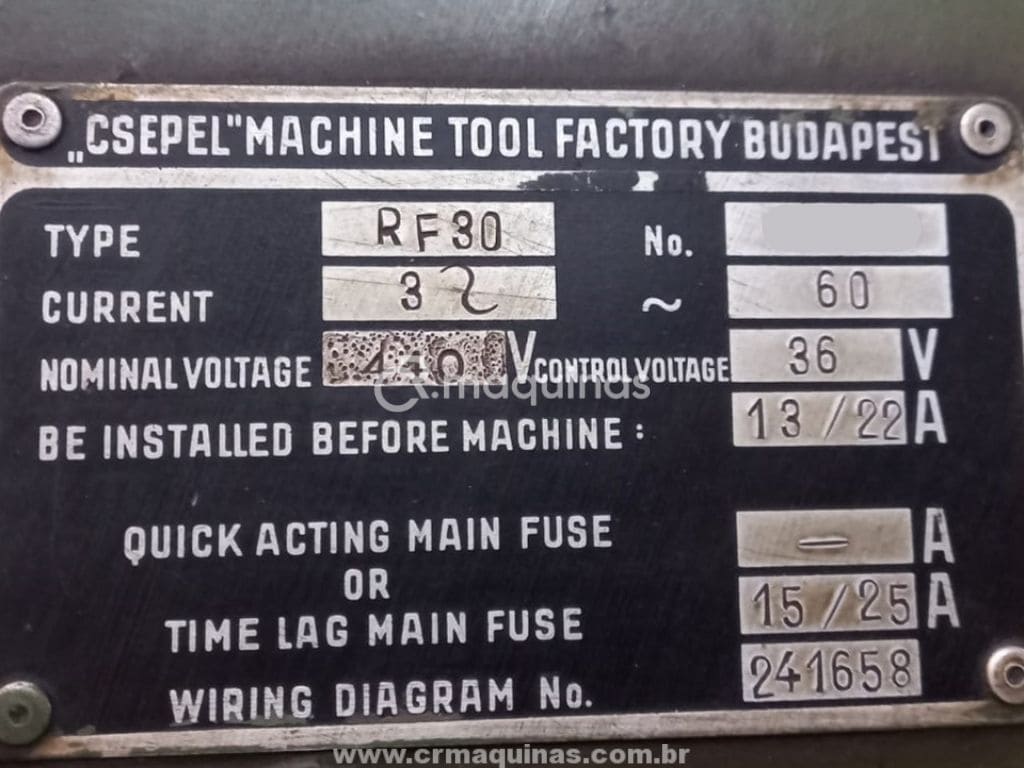 „CSEPEL" MACHINE TOOL FACTORY BUDAPEST
TYPE RF30 No.
CURRENT 3~ ~ 60
NOMINAL VOLTAGE V CONTROL VOLTAGE 36 V
BE INSTALLED BEFORE MACHINE: 13/22 A
QUICK ACTING MAIN FUSE — A
OR
TIME LAG MAIN FUSE 15/25 A
WIRING DIAGRAM No. 241658
CR.maquinas
www.crmaquinas.com.br